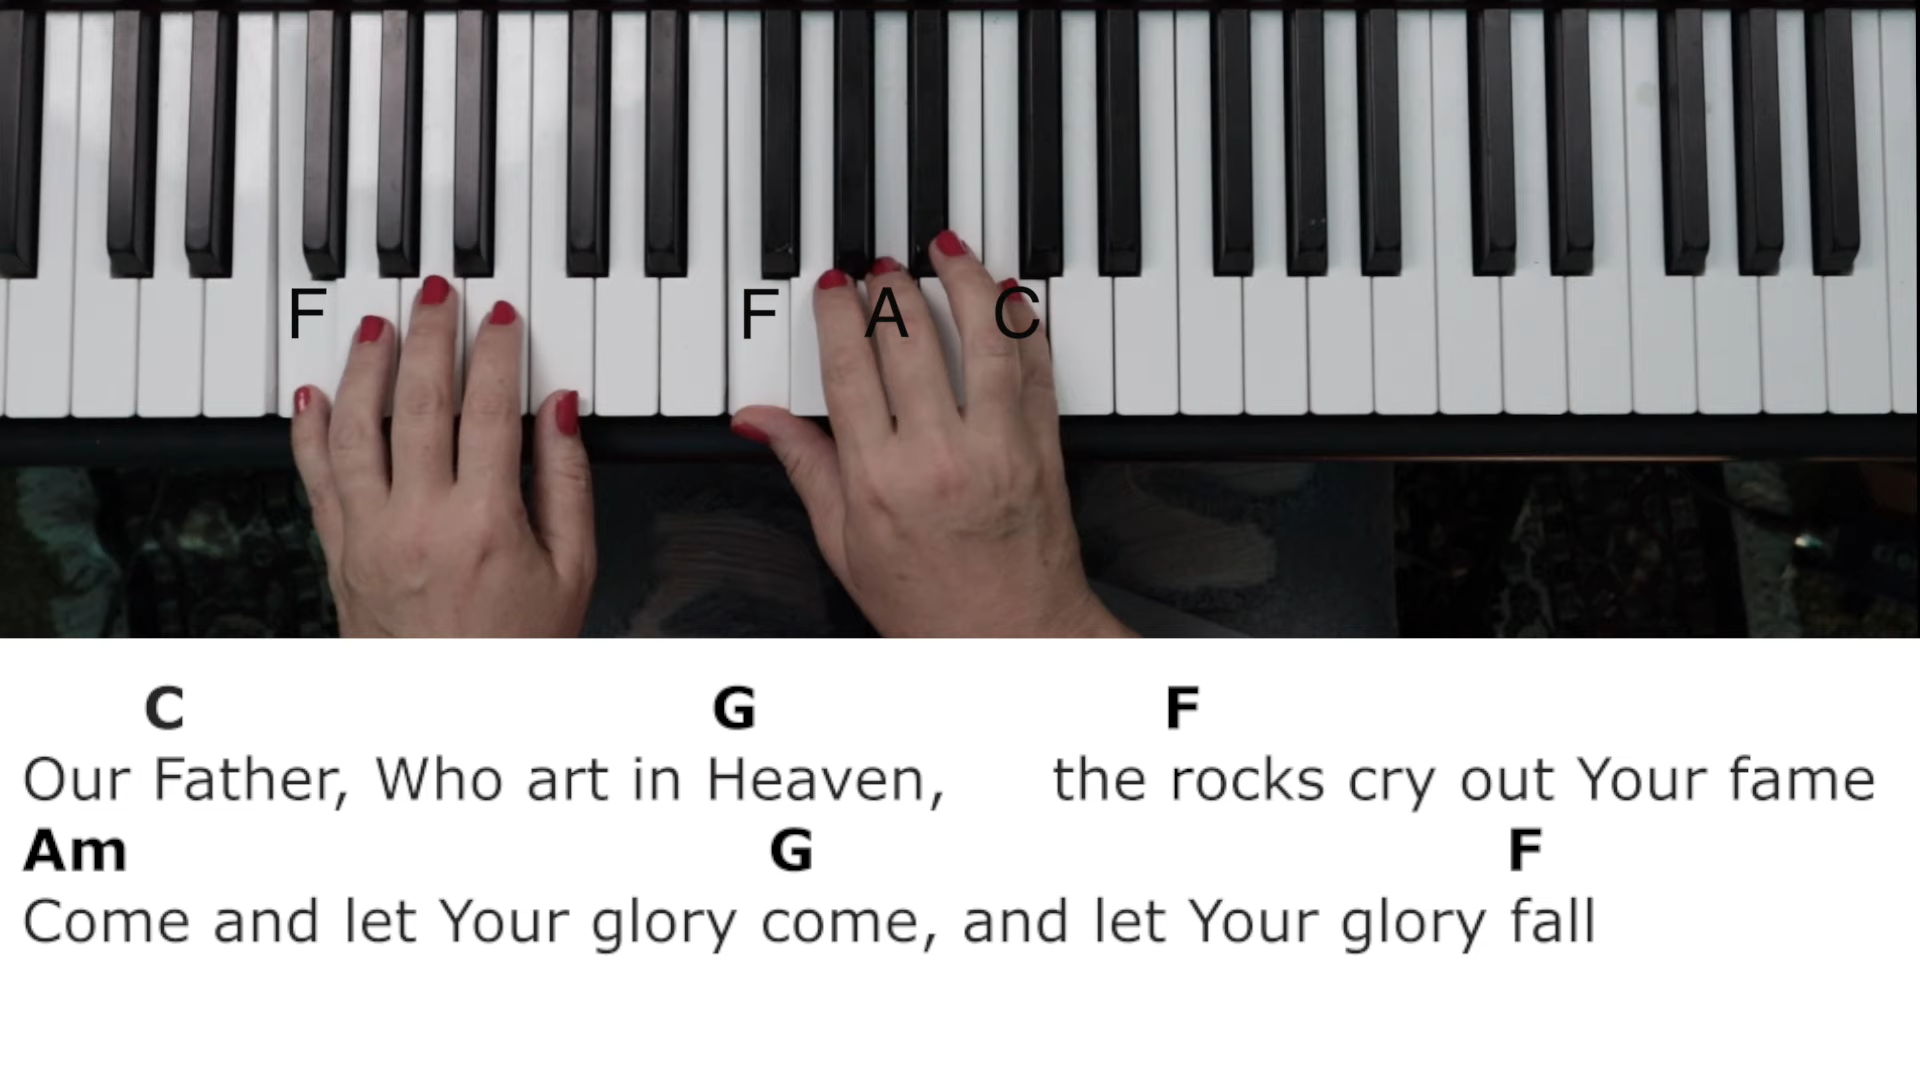 F F A C
C G F
Our Father, Who art in Heaven, the rocks cry out Your fame
Am G F
Come and let Your glory come, and let Your glory fall